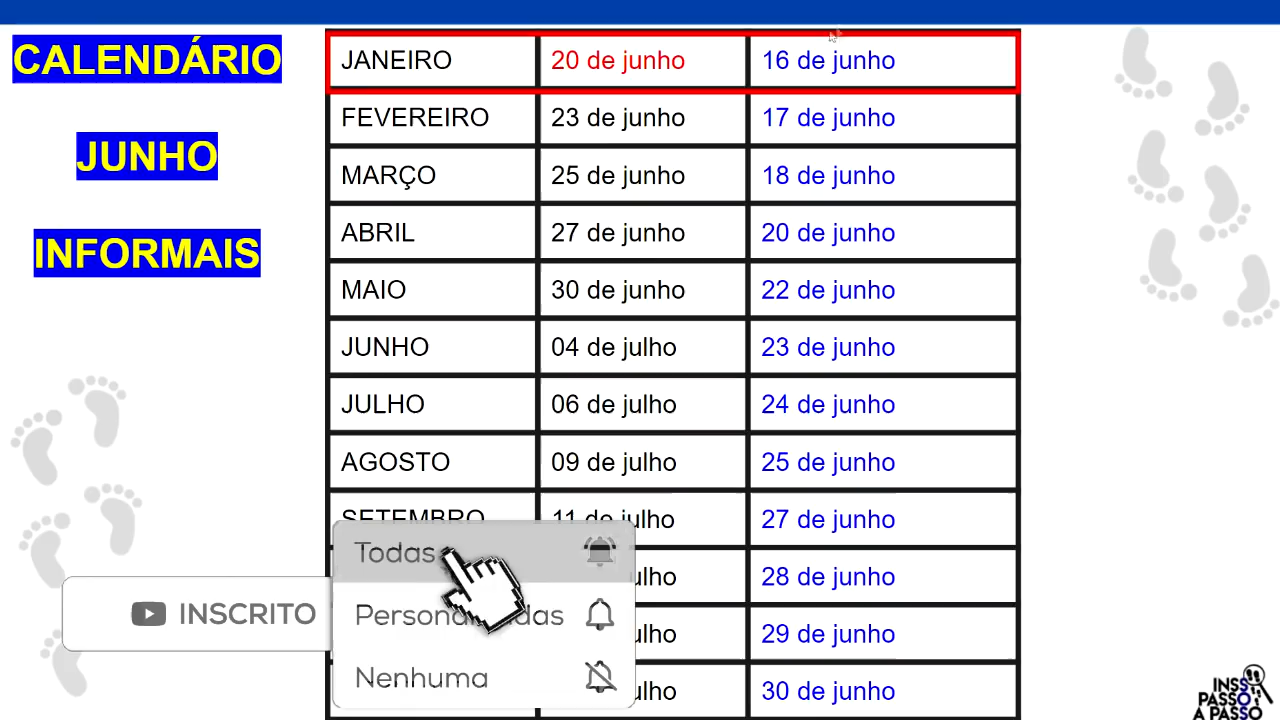 CALENDÁRIO
JUNHO
INFORMAIS
JANEIRO 20 de junho 16 de junho
FEVEREIRO 23 de junho 17 de junho
MARÇO 25 de junho 18 de junho
ABRIL 27 de junho 20 de junho
MAIO 30 de junho 22 de junho
JUNHO 04 de julho 23 de junho
JULHO 06 de julho 24 de junho
AGOSTO 09 de julho 25 de junho
SETEMBRO 11 de julho 27 de junho
28 de junho
29 de junho
30 de junho
INSCRITO
Todas
Nenhuma
INSS
PASSO
A PASSO